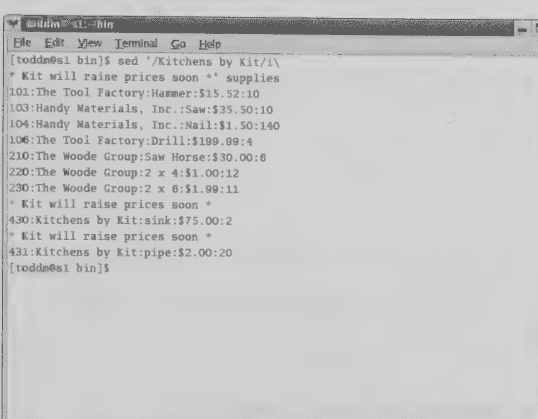 toddm@s1:~/bin
File Edit View Terminal Go Help
[toddm@s1 bin]$ sed '/Kitchens by Kit/i\
* Kit will raise prices soon *' supplies
101:The Tool Factory:Hammer:$15.52:10
103:Handy Materials, Inc.:Saw:$35.50:10
104:Handy Materials, Inc.:Nail:$1.50:140
106:The Tool Factory:Drill:$199.99:4
210:The Woode Group:Saw Horse:$30.00:6
220:The Woode Group:2 x 4:$1.00:12
230:The Woode Group:2 x 6:$1.99:11
* Kit will raise prices soon *
430:Kitchens by Kit:sink:$75.00:2
* Kit will raise prices soon *
431:Kitchens by Kit:pipe:$2.00:20
[toddm@s1 bin]$